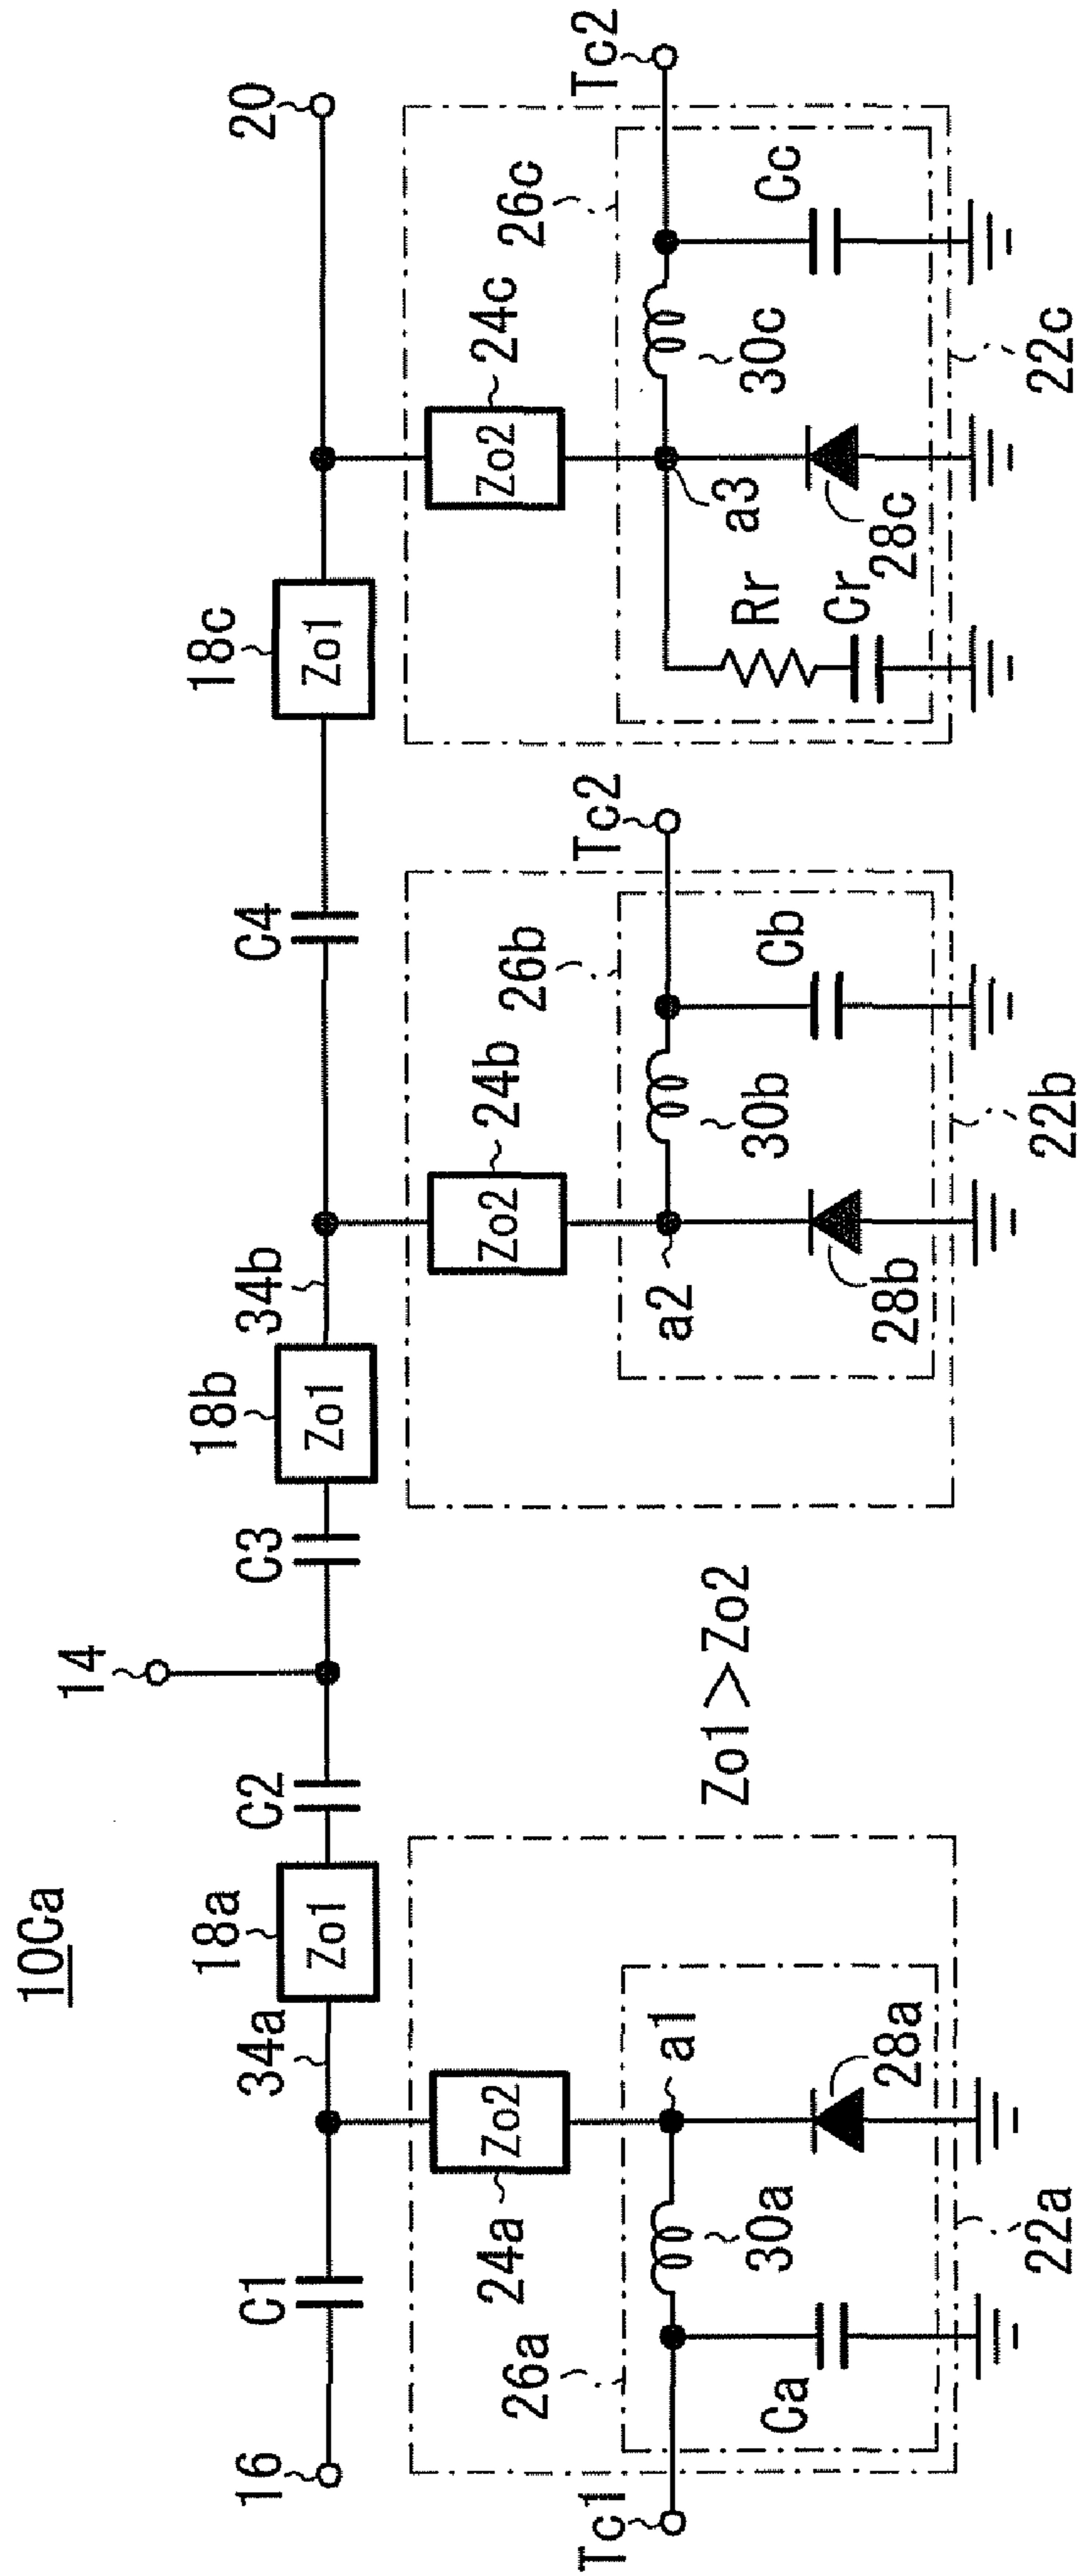 10Ca
14
16
C1
34a
18a
Zo1
C2
C3
18b
Zo1
34b
C4
18c
Zo1
20
24a
Zo2
24b
Zo2
24c
Zo2
26a
a1
26b
a2
26c
a3
Tc1
Tc2
Tc2
30a
30b
30c
Ca
28a
Zo1>Zo2
28b
Cb
Rr
Cr
28c
Cc
22a
22b
22c